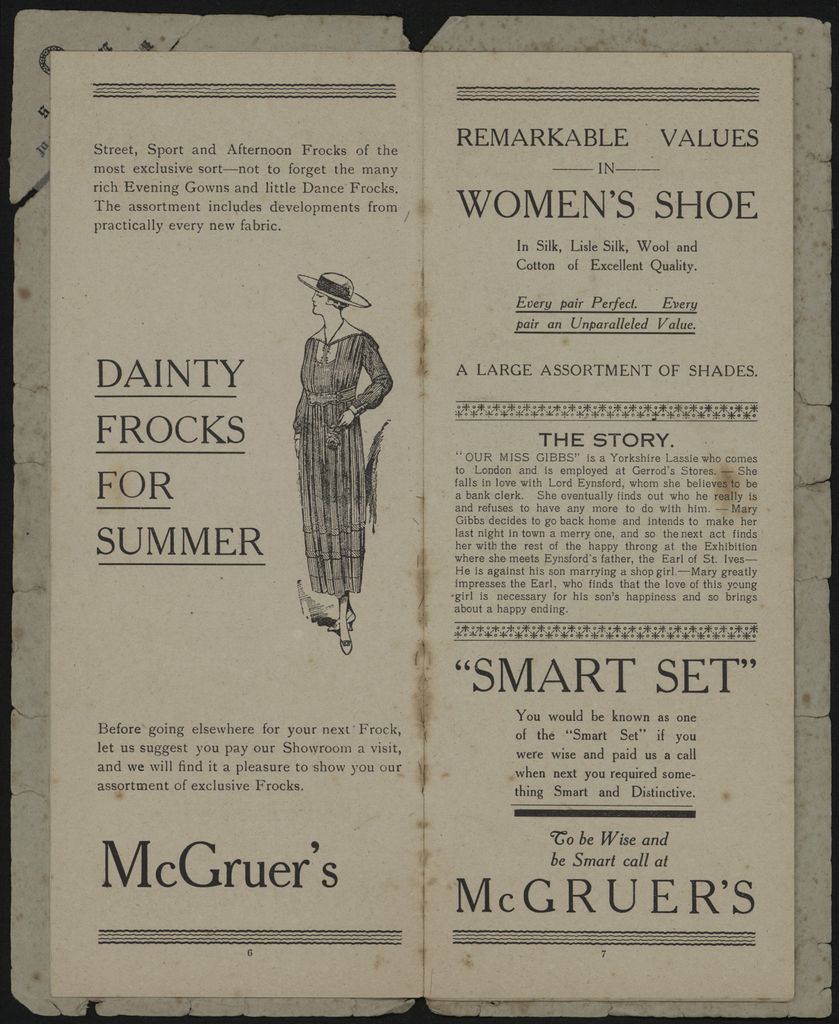 Street, Sport and Afternoon Frocks of the
most exclusive sort—not to forget the many
rich Evening Gowns and little Dance Frocks.
The assortment includes developments from
practically every new fabric.
DAINTY
FROCKS
FOR
SUMMER
Before going elsewhere for your next Frock,
let us suggest you pay our Showroom a visit,
and we will find it a pleasure to show you our
assortment of exclusive Frocks.
McGruer's
6
REMARKABLE VALUES
IN
WOMEN'S SHOE
In Silk, Lisle Silk, Wool and
Cotton of Excellent Quality.
Every pair Perfect. Every
pair an Unparalleled Value.
A LARGE ASSORTMENT OF SHADES.
THE STORY.
"OUR MISS GIBBS" is a Yorkshire Lassie who comes
to London and is employed at Gerrod's Stores. — She
falls in love with Lord Eynsford, whom she believes to be
a bank clerk. She eventually finds out who he really is
and refuses to have any more to do with him. — Mary
Gibbs decides to go back home and intends to make her
last night in town a merry one, and so the next act finds
her with the rest of the happy throng at the Exhibition
where she meets Eynsford's father, the Earl of St. Ives—
He is against his son marrying a shop girl.—Mary greatly
impresses the Earl, who finds that the love of this young
girl is necessary for his son's happiness and so brings
about a happy ending.
"SMART SET"
You would be known as one
of the "Smart Set" if you
were wise and paid us a call
when next you required some-
thing Smart and Distinctive.
To be Wise and
be Smart call at
McGRUER'S
7